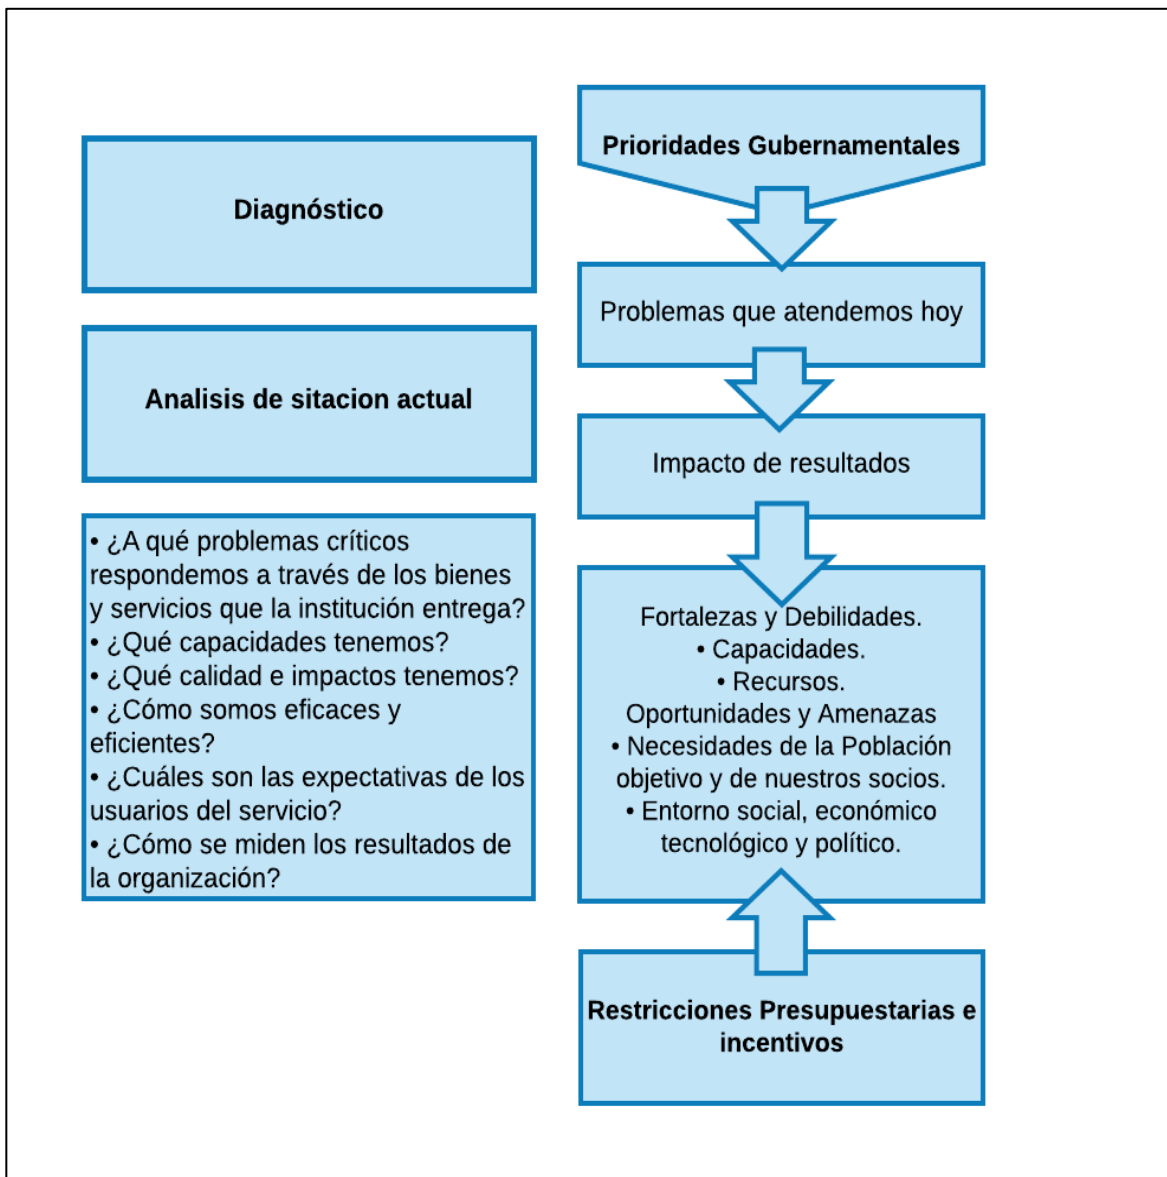 Diagnóstico
Analisis de sitacion actual
• ¿A qué problemas críticos
respondemos a través de los bienes
y servicios que la institución entrega?
• ¿Qué capacidades tenemos?
• ¿Qué calidad e impactos tenemos?
• ¿Cómo somos eficaces y
eficientes?
• ¿Cuáles son las expectativas de los
usuarios del servicio?
• ¿Cómo se miden los resultados de
la organización?
Prioridades Gubernamentales
Problemas que atendemos hoy
Impacto de resultados
Fortalezas y Debilidades.
• Capacidades.
• Recursos.
Oportunidades y Amenazas
• Necesidades de la Población
objetivo y de nuestros socios.
• Entorno social, económico
tecnológico y político.
Restricciones Presupuestarias e
incentivos